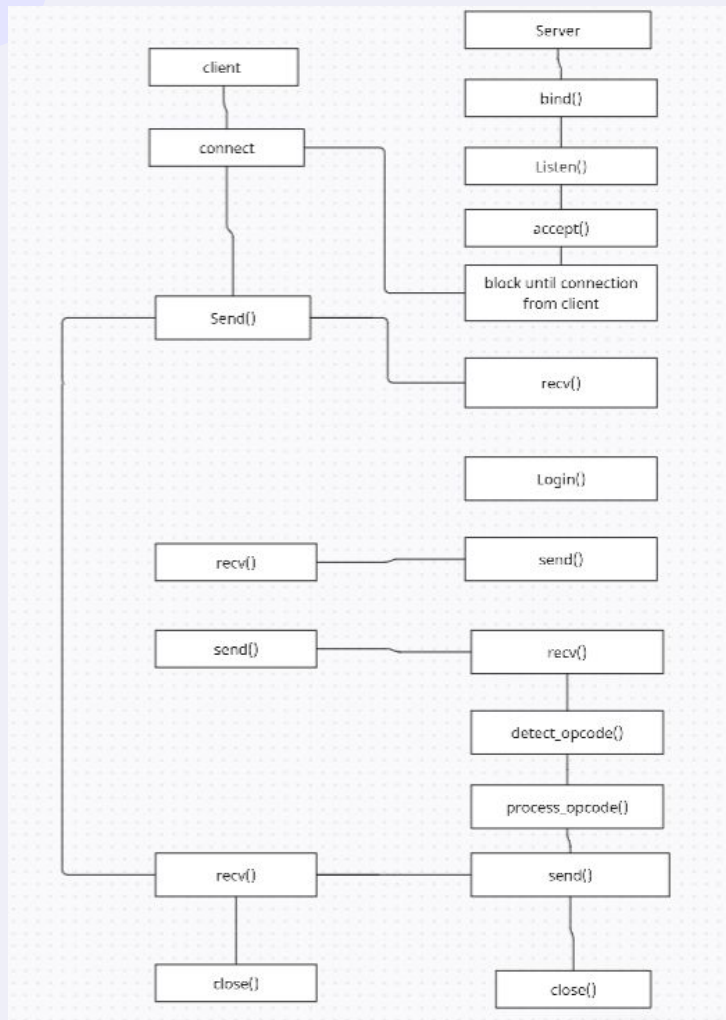 Server
client
bind()
connect
Listen()
accept()
block until connection
from client
Send()
recv()
Login()
recv()
send()
send()
recv()
detect_opcode()
process_opcode()
recv()
send()
close()
close()